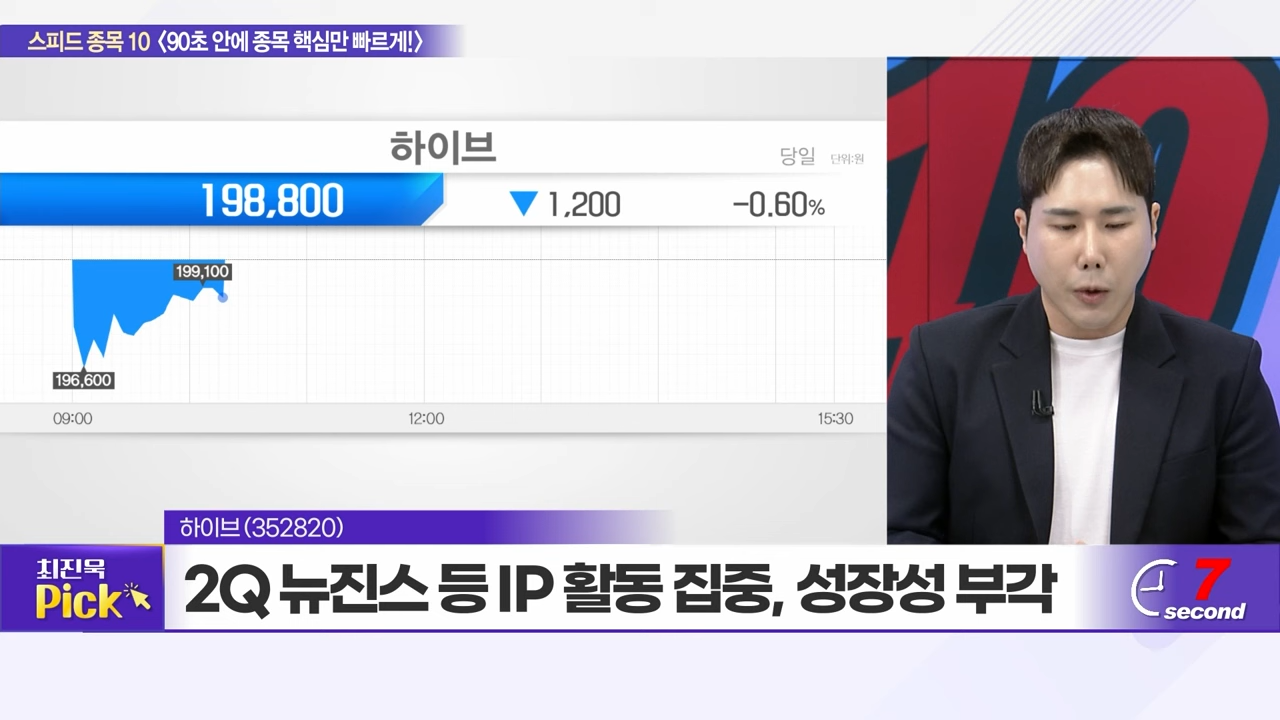 스피드 종목 10 〈90초 안에 종목 핵심만 빠르게!〉
하이브
당일 단위:원
198,800 ▼ 1,200 -0.60%
199,100
196,600
09:00 12:00 15:30
하이브(352820)
최진욱
Pick
2Q 뉴진스 등 IP 활동 집중, 성장성 부각
7
second
10